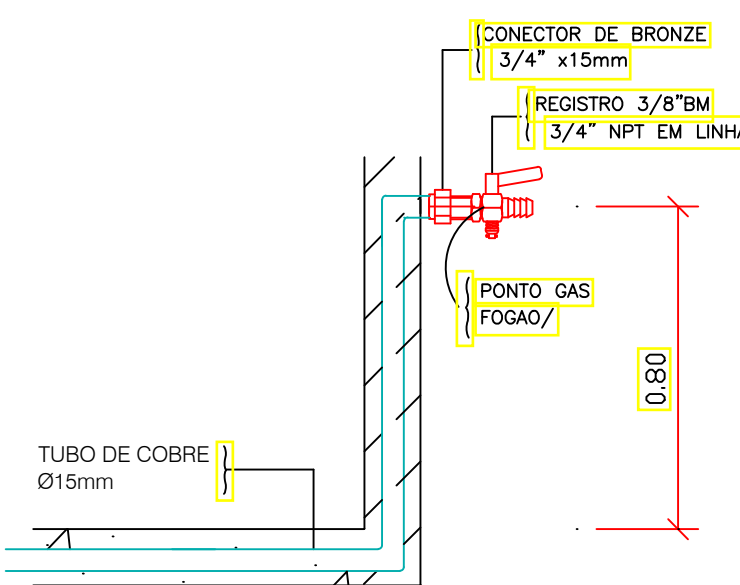 CONECTOR DE BRONZE
3/4" x15mm
REGISTRO 3/8"BM
3/4" NPT EM LINHA
PONTO GAS
FOGAO/
0.80
TUBO DE COBRE
Ø15mm